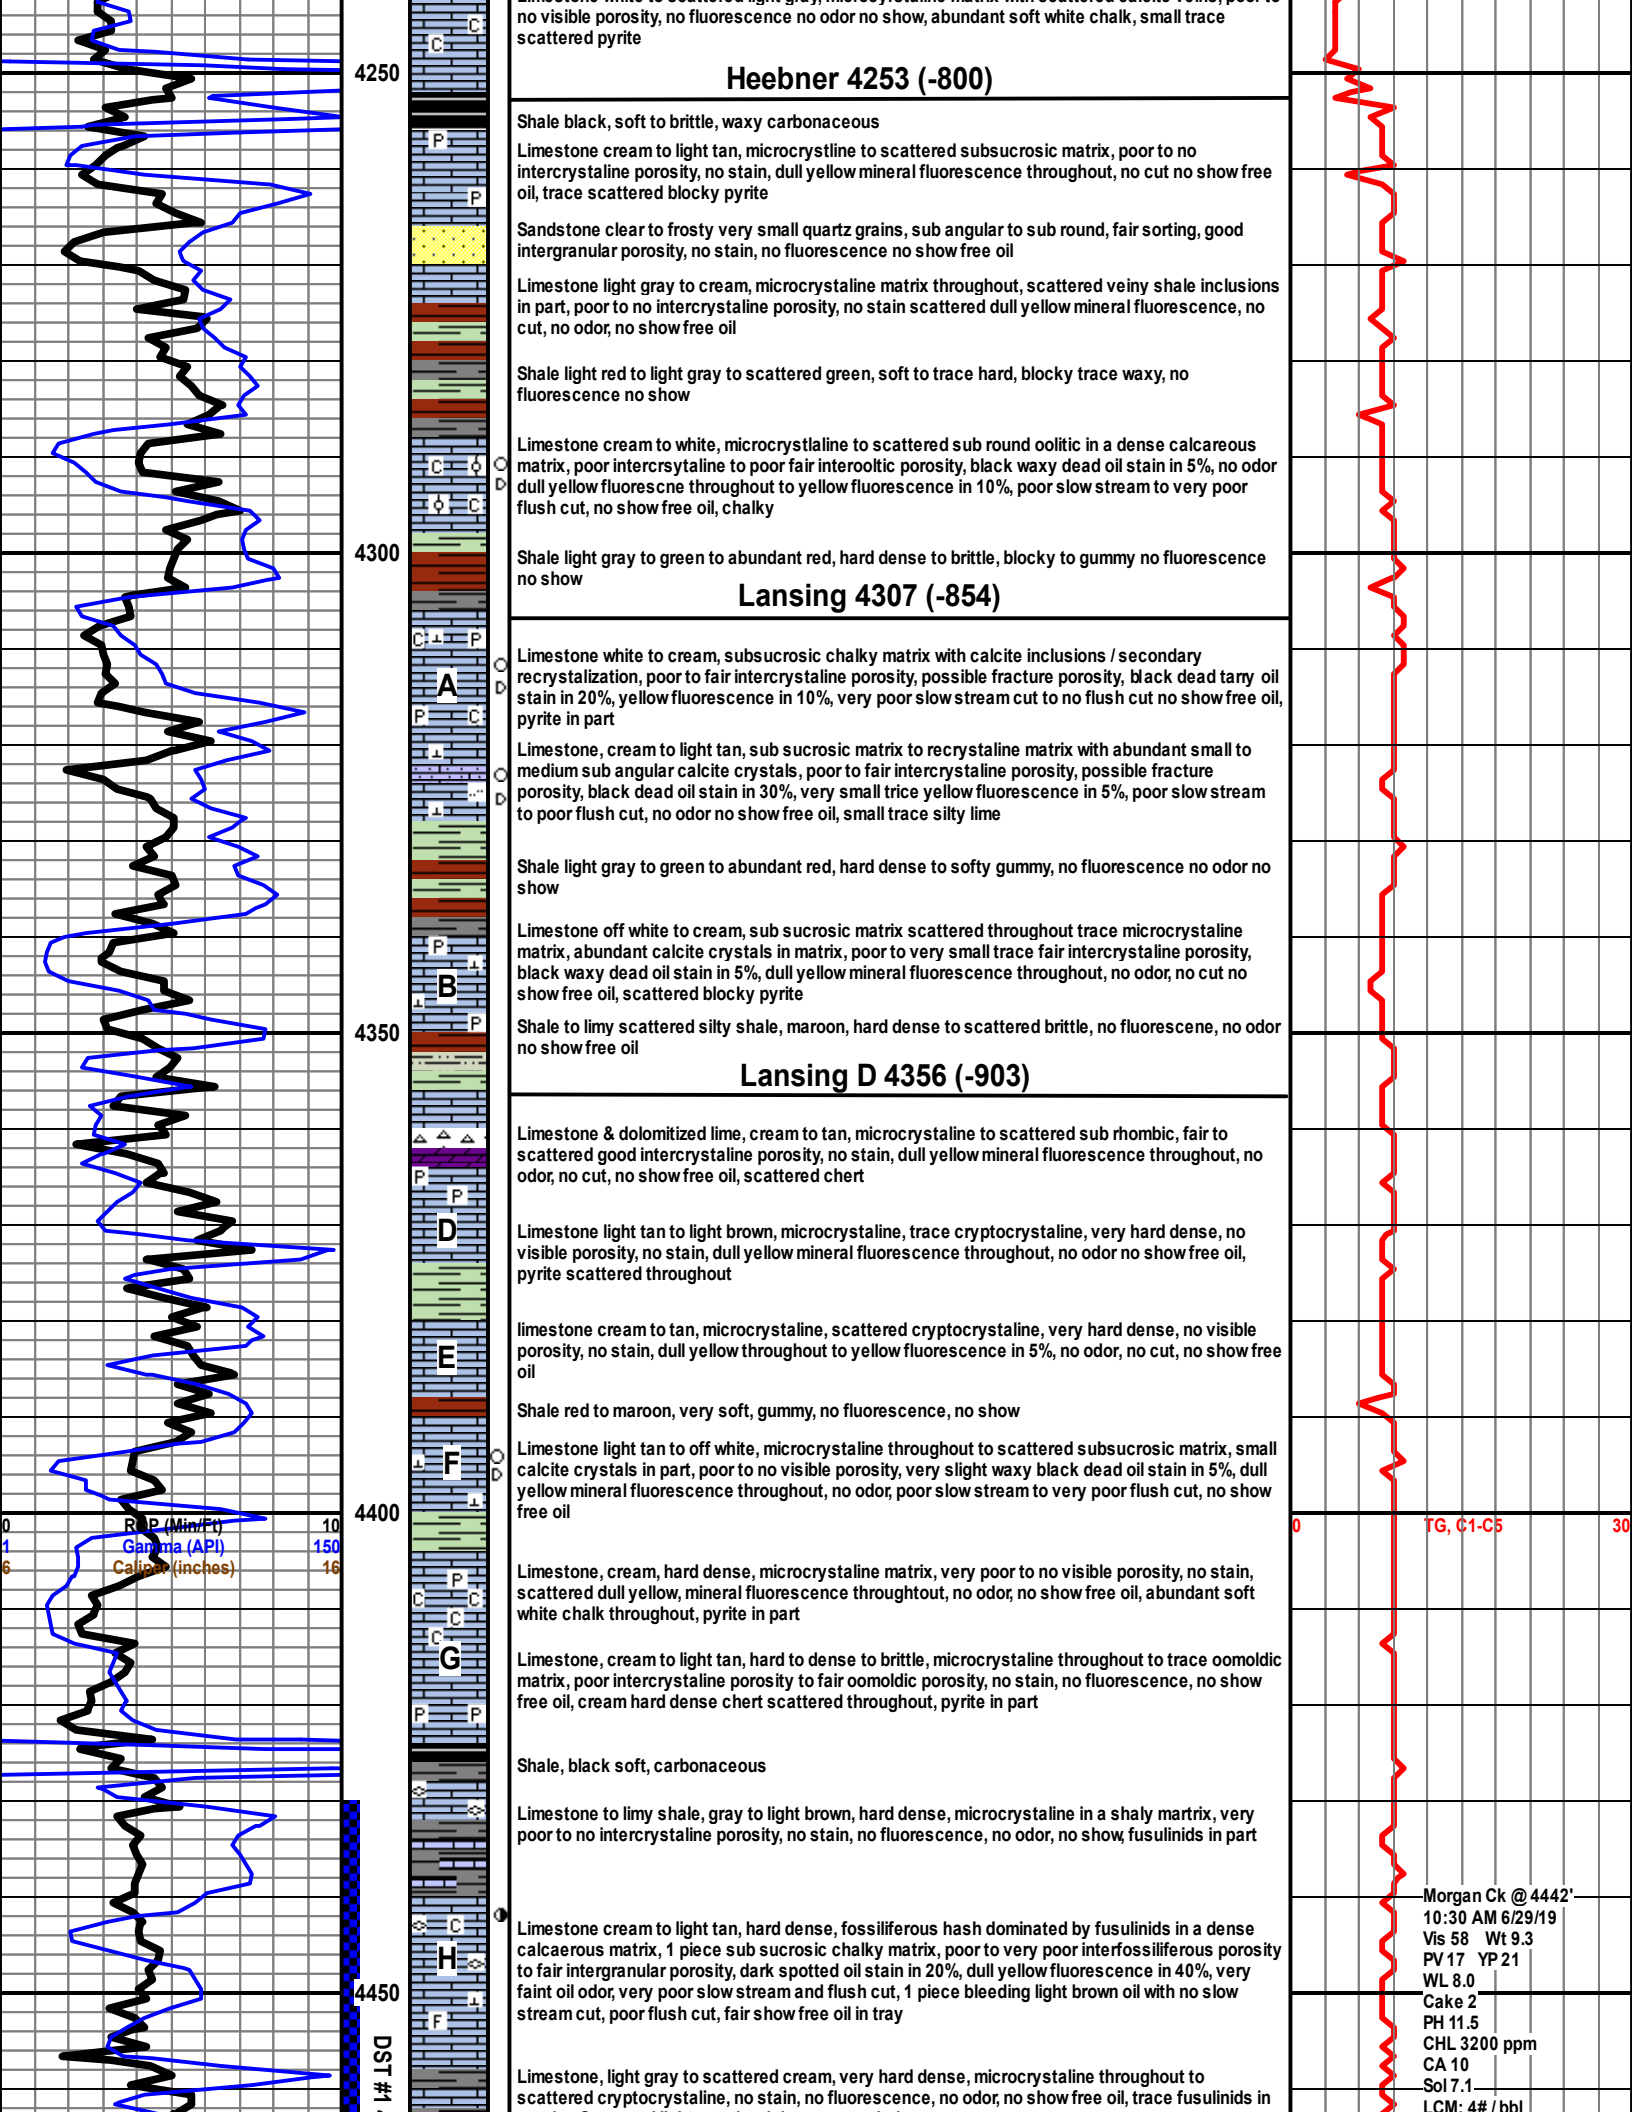 no visible porosity, no fluorescence no odor no show, abundant soft white chalk, small trace
scattered pyrite
C
C
4250
Heebner 4253 (-800)
Shale black, soft to brittle, waxy carbonaceous
P
Limestone cream to light tan, microcrystline to scattered subsucrosic matrix, poor to no
intercrystaline porosity, no stain, dull yellow mineral fluorescence throughout, no cut no show free
oil, trace scattered blocky pyrite
P
Sandstone clear to frosty very small quartz grains, sub angular to sub round, fair sorting, good
intergranular porosity, no stain, no fluorescence no show free oil
Limestone light gray to cream, microcrystaline matrix throughout, scattered veiny shale inclusions
in part, poor to no intercrystaline porosity, no stain scattered dull yellow mineral fluorescence, no
cut, no odor, no show free oil
Shale light red to light gray to scattered green, soft to trace hard, blocky trace waxy, no
fluorescence no show
Limestone cream to white, microcrystlaline to scattered sub round oolitic in a dense calcareous
matrix, poor intercrsytaline to poor fair interooltic porosity, black waxy dead oil stain in 5%, no odor
dull yellow fluorescne throughout to yellow fluorescence in 10%, poor slow stream to very poor
flush cut, no show free oil, chalky
C
D
C
4300
Shale light gray to green to abundant red, hard dense to brittle, blocky to gummy no fluorescence
no show
Lansing 4307 (-854)
C P
Limestone white to cream, subsucrosic chalky matrix with calcite inclusions / secondary
recrystalization, poor to fair intercrystaline porosity, possible fracture porosity, black dead tarry oil
stain in 20%, yellow fluorescence in 10%, very poor slow stream cut to no flush cut no show free oil,
pyrite in part
A
D
P C
Limestone, cream to light tan, sub sucrosic matrix to recrystaline matrix with abundant small to
medium sub angular calcite crystals, poor to fair intercrystaline porosity, possible fracture
porosity, black dead oil stain in 30%, very small trice yellow fluorescence in 5%, poor slow stream
to poor flush cut, no odor no show free oil, small trace silty lime
D
Shale light gray to green to abundant red, hard dense to softy gummy, no fluorescence no odor no
show
Limestone off white to cream, sub sucrosic matrix scattered throughout trace microcrystaline
matrix, abundant calcite crystals in matrix, poor to very small trace fair intercrystaline porosity,
black waxy dead oil stain in 5%, dull yellow mineral fluorescence throughout, no odor, no cut no
show free oil, scattered blocky pyrite
P
B
P
4350
Shale to limy scattered silty shale, maroon, hard dense to scattered brittle, no fluorescene, no odor
no show free oil
Lansing D 4356 (-903)
Limestone & dolomitized lime, cream to tan, microcrystaline to scattered sub rhombic, fair to
scattered good intercrystaline porosity, no stain, dull yellow mineral fluorescence throughout, no
odor, no cut, no show free oil, scattered chert
P
P
D
Limestone light tan to light brown, microcrystaline, trace cryptocrystaline, very hard dense, no
visible porosity, no stain, dull yellow mineral fluorescence throughout, no odor no show free oil,
pyrite scattered throughout
limestone cream to tan, microcrystaline, scattered cryptocrystaline, very hard dense, no visible
porosity, no stain, dull yellow throughout to yellow fluorescence in 5%, no odor, no cut, no show free
oil
E
Shale red to maroon, very soft, gummy, no fluorescence, no show
Limestone light tan to off white, microcrystaline throughout to scattered subsucrosic matrix, small
calcite crystals in part, poor to no visible porosity, very slight waxy black dead oil stain in 5%, dull
yellow mineral fluorescence throughout, no odor, poor slow stream to very poor flush cut, no show
free oil
F
D
4400
0 ROP (Min/Ft) 10
1 Gamma (API) 150
6 Caliper (inches) 16
0 TG, C1-C5 30
Limestone, cream, hard dense, microcrystaline matrix, very poor to no visible porosity, no stain,
scattered dull yellow, mineral fluorescence throughtout, no odor, no show free oil, abundant soft
white chalk throughout, pyrite in part
P
C C
C
C
G
Limestone, cream to light tan, hard to dense to brittle, microcrystaline throughout to trace oomoldic
matrix, poor intercrystaline porosity to fair oomoldic porosity, no stain, no fluorescence, no show
free oil, cream hard dense chert scattered throughout, pyrite in part
P P
Shale, black soft, carbonaceous
Limestone to limy shale, gray to light brown, hard dense, microcrystaline in a shaly martrix, very
poor to no intercrystaline porosity, no stain, no fluorescence, no odor, no show, fusulinids in part
Limestone cream to light tan, hard dense, fossiliferous hash dominated by fusulinids in a dense
calcaerous matrix, 1 piece sub sucrosic chalky matrix, poor to very poor interfossiliferous porosity
to fair intergranular porosity, dark spotted oil stain in 20%, dull yellow fluorescence in 40%, very
faint oil odor, very poor slow stream and flush cut, 1 piece bleeding light brown oil with no slow
stream cut, poor flush cut, fair show free oil in tray
C
H
F
4450
DST #1
Limestone, light gray to scattered cream, very hard dense, microcrystaline throughout to
scattered cryptocrystaline, no stain, no fluorescence, no odor, no show free oil, trace fusulinids in
Morgan Ck @ 4442'
10:30 AM 6/29/19
Vis 58 Wt 9.3
PV 17 YP 21
WL 8.0
Cake 2
PH 11.5
CHL 3200 ppm
CA 10
Sol 7.1
LCM: 4# / bbl